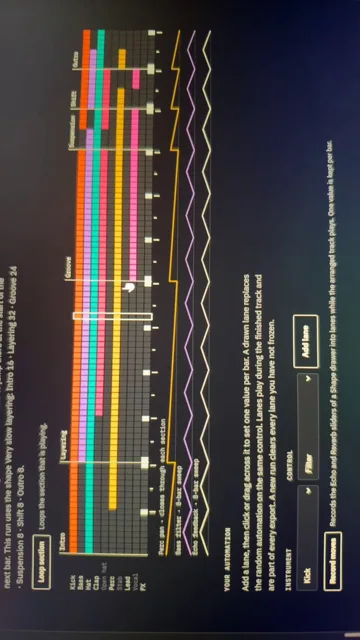 next bar. This run uses the shape Very slow layering: Intro 16 · Layering 32 · Groove 24
· Suspension 8 · Shift 8 · Outro 8.
Loop section Loops the section that is playing.
Intro Layering Groove Suspension Shift Outro
Kick
Bass
Hat
Clap
Open hat
Perc
Stab
Lead
Vocal
FX
Perc pan - closes through each section
Bass filter - 8-bar sweep
Echo feedback - 8-bar sweep
YOUR AUTOMATION
Add a lane, then click or drag across it to set one value per bar. A drawn lane replaces
the random automation on the same control. Lanes play during the finished track and
are part of every export. A new run clears every lane you have not frozen.
INSTRUMENT CONTROL
Kick Filter Add lane
Record moves Records the Echo and Reverb sliders of a Shape drawer into lanes while the arranged track plays. One value is kept per bar.